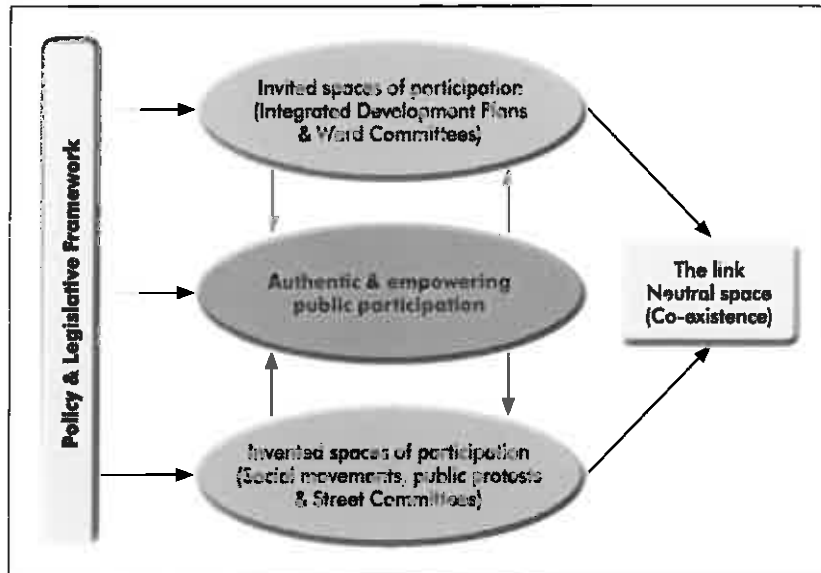 Policy & Legislative Framework
Invited spaces of participation
(Integrated Development Plans
& Ward Committees)
Authentic & empowering
public participation
Invented spaces of participation
(Social movements, public protests
& Street Committees)
The link
Neutral space
(Co-existence)